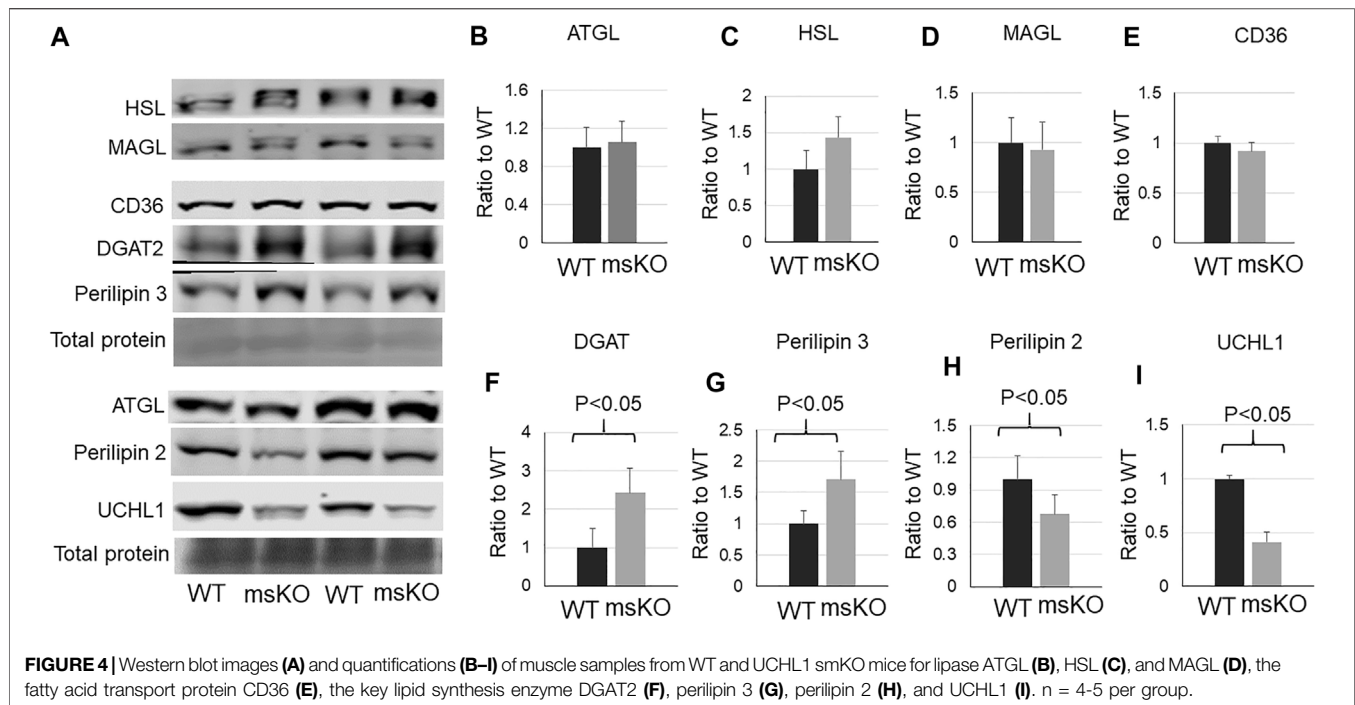 A
HSL
MAGL
CD36
DGAT2
Perilipin 3
Total protein
ATGL
Perilipin 2
UCHL1
Total protein
WT msKO WT msKO
B ATGL
Ratio to WT
1.6
1.2
0.8
0.4
0
WT msKO
C HSL
Ratio to WT
2
1.5
1
0.5
0
WT msKO
D MAGL
Ratio to WT
1.5
1
0.5
0
WT msKO
E CD36
Ratio to WT
1.5
1
0.5
0
WT msKO
F DGAT
P<0.05
Ratio to WT
4
3
2
1
0
WT msKO
G Perilipin 3
P<0.05
Ratio to WT
2.5
2
1.5
1
0.5
0
WT msKO
H Perilipin 2
P<0.05
Ratio to WT
1.5
1.2
0.9
0.6
0.3
0
WT msKO
I UCHL1
P<0.05
Ratio to WT
1.5
1
0.5
0
WT msKO
FIGURE 4 | Western blot images (A) and quantifications (B–I) of muscle samples from WT and UCHL1 smKO mice for lipase ATGL (B), HSL (C), and MAGL (D), the
fatty acid transport protein CD36 (E), the key lipid synthesis enzyme DGAT2 (F), perilipin 3 (G), perilipin 2 (H), and UCHL1 (I). n = 4-5 per group.